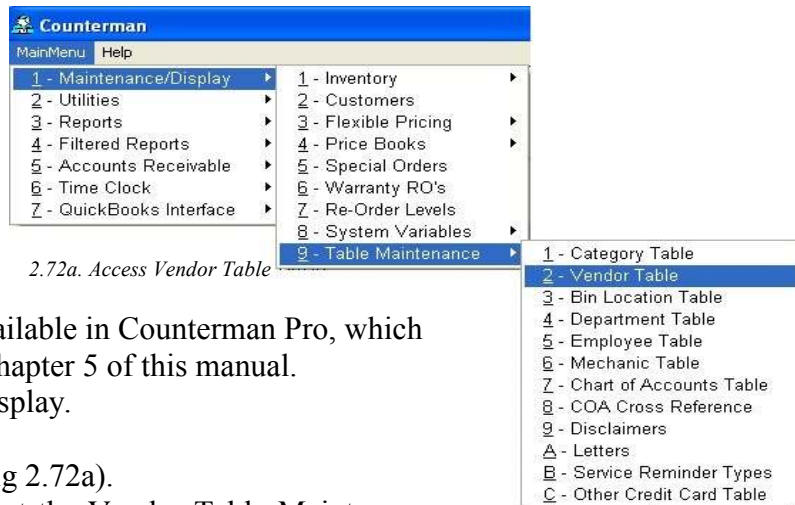 Counterman
MainMenu Help
1 - Maintenance/Display
2 - Utilities
3 - Reports
4 - Filtered Reports
5 - Accounts Receivable
6 - Time Clock
7 - QuickBooks Interface
1 - Inventory
2 - Customers
3 - Flexible Pricing
4 - Price Books
5 - Special Orders
6 - Warranty RO's
7 - Re-Order Levels
8 - System Variables
9 - Table Maintenance
1 - Category Table
2 - Vendor Table
3 - Bin Location Table
4 - Department Table
5 - Employee Table
6 - Mechanic Table
7 - Chart of Accounts Table
8 - COA Cross Reference
9 - Disclaimers
A - Letters
B - Service Reminder Types
C - Other Credit Card Table
2.72a. Access Vendor Table
ailable in Counterman Pro, which
hapter 5 of this manual.
splay.
g 2.72a).